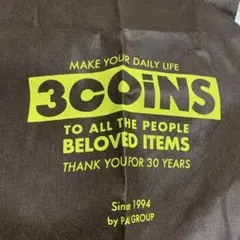 MAKE YOUR DAILY LIFE
3COiNS
TO ALL THE PEOPLE
BELOVED ITEMS
THANK YOU FOR 30 YEARS
Since 1994
by PAL GROUP